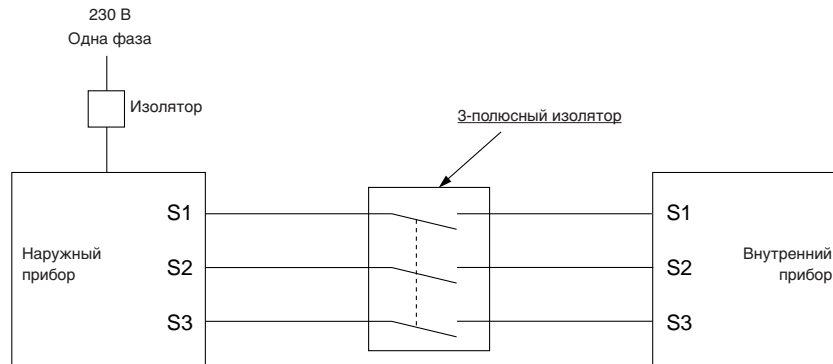 230 В
Одна фаза
Изолятор
3-полюсный изолятор
S1
S1
Наружный
прибор
S2
Внутренний
прибор
S2
S3
S3